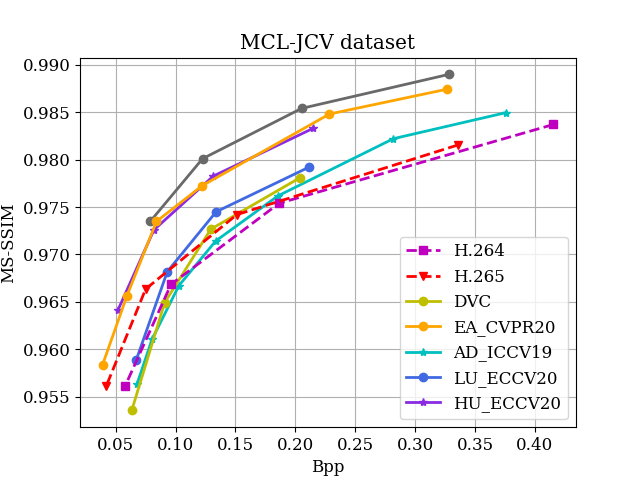 MCL-JCV dataset
0.990
0.985
0.980
0.975
0.970
0.965
0.960
0.955
MS-SSIM
H.264
H.265
DVC
EA_CVPR20
AD_ICCV19
LU_ECCV20
HU_ECCV20
0.05 0.10 0.15 0.20 0.25 0.30 0.35 0.40
Bpp